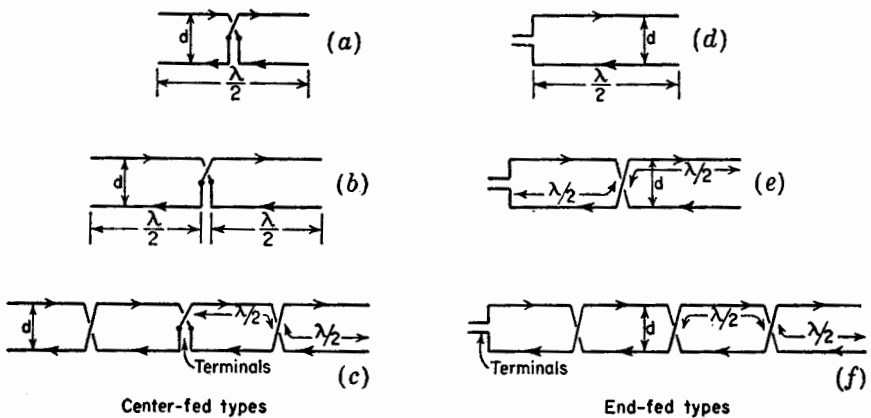 d
(a)
λ/2
d
(d)
λ/2
d
(b)
λ/2
λ/2
λ/2
d
λ/2
(e)
d
λ/2
λ/2
Terminals
(c)
d
λ/2
λ/2
Terminals
(f)
Center-fed types
End-fed types